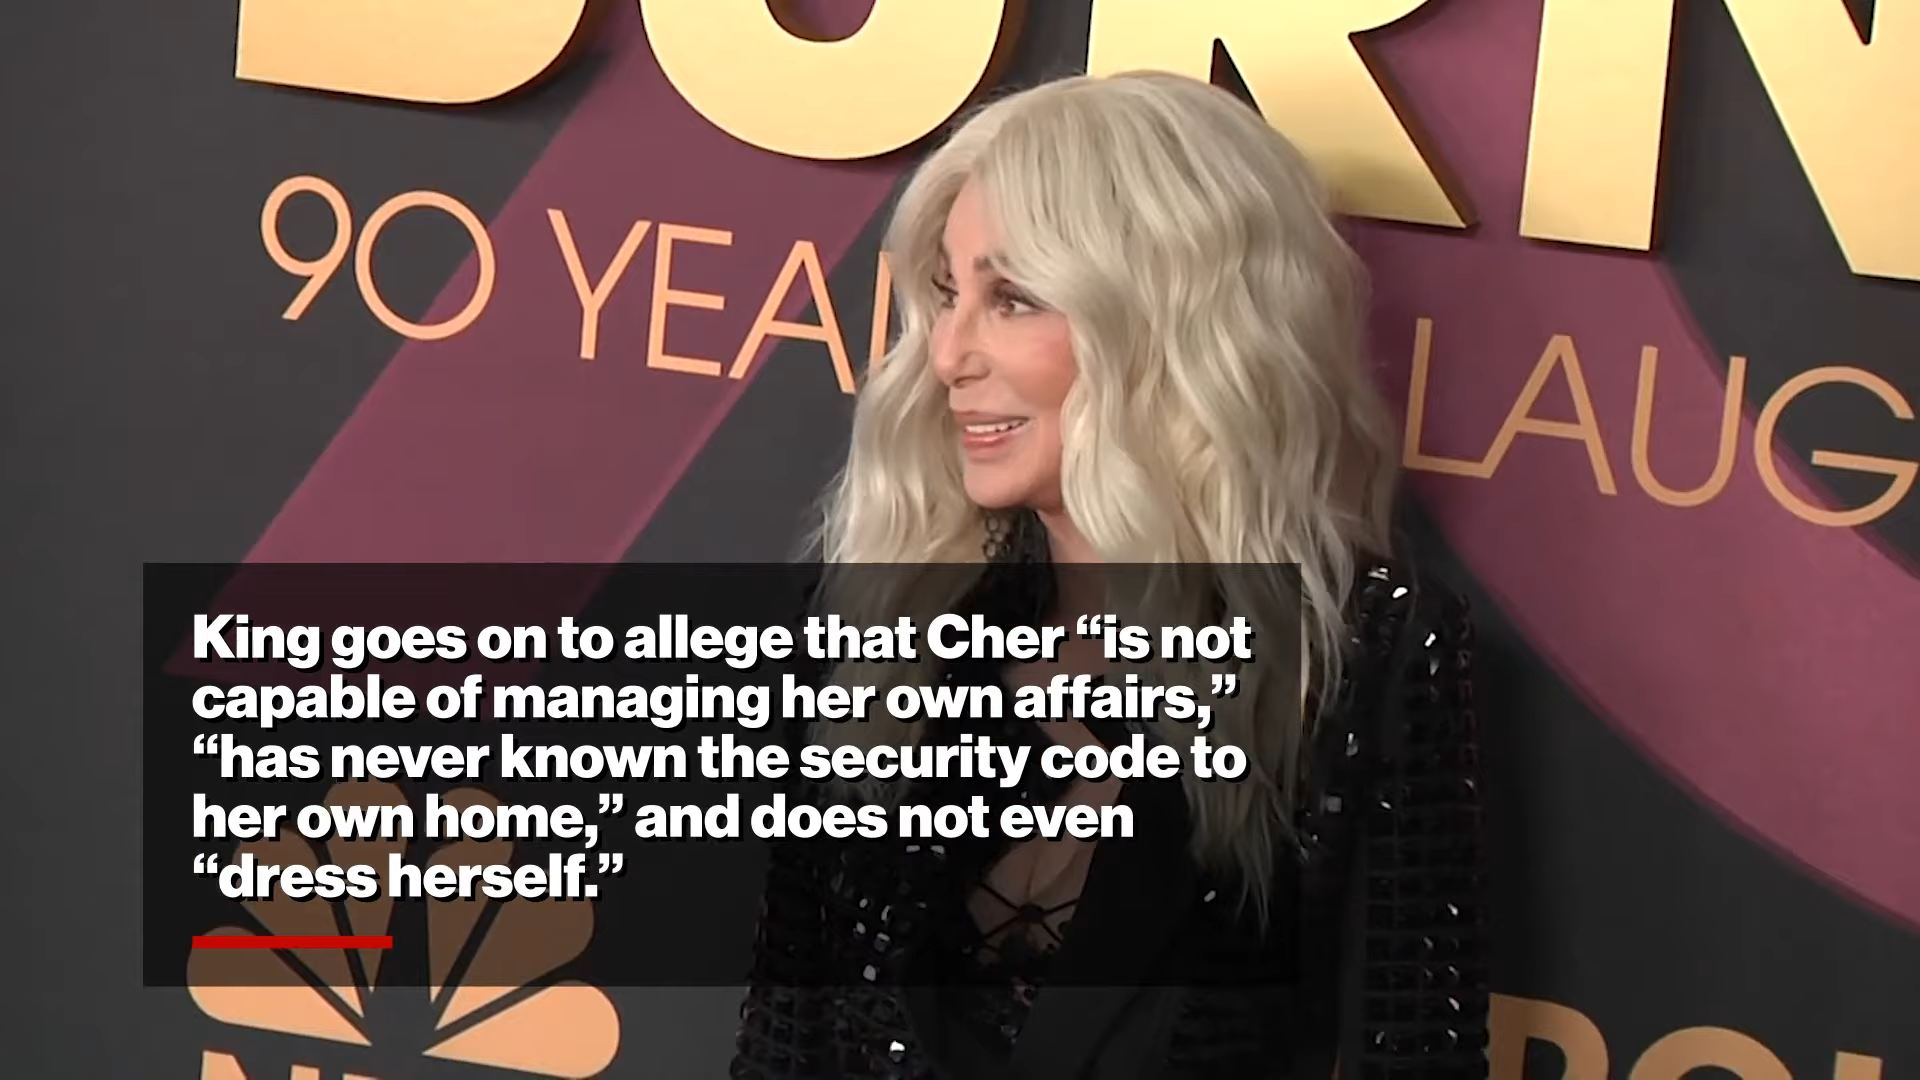 BURN
90 YEA
LAUG
King goes on to allege that Cher “is not
capable of managing her own affairs,”
“has never known the security code to
her own home,” and does not even
“dress herself.”